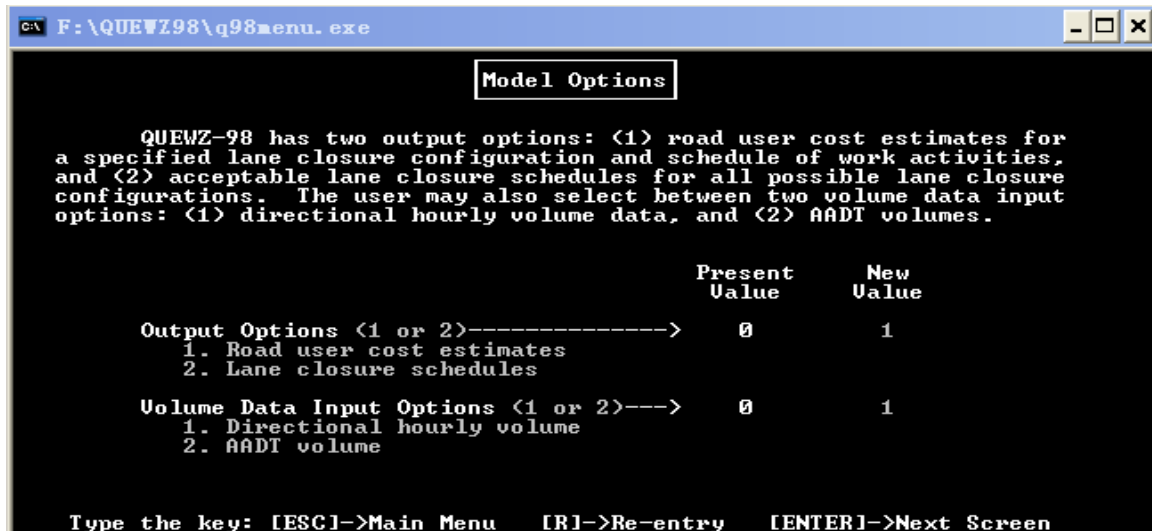 F:\QUEWZ98\q98menu.exe
Model Options
QUEWZ-98 has two output options: (1) road user cost estimates for
a specified lane closure configuration and schedule of work activities,
and (2) acceptable lane closure schedules for all possible lane closure
configurations. The user may also select between two volume data input
options: (1) directional hourly volume data, and (2) AADT volumes.
Present New
Value Value
Output Options (1 or 2)--------------> 0 1
1. Road user cost estimates
2. Lane closure schedules
Volume Data Input Options (1 or 2)---> 0 1
1. Directional hourly volume
2. AADT volume
Type the key: [ESC]->Main Menu [R]->Re-entry [ENTER]->Next Screen